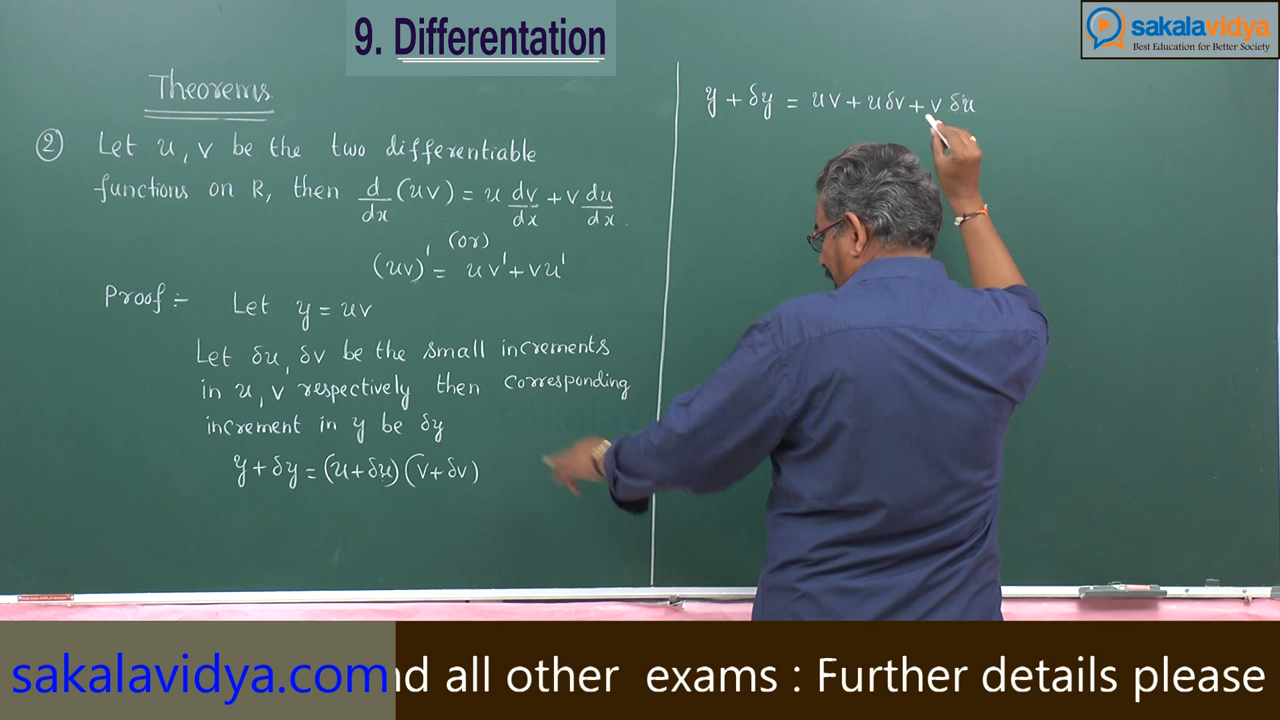 9. Differentation
sakalavidya
Best Education for Better Society
Theorems
② Let u, v be the two differentiable
functions on R, then d/dx (uv) = u dv/dx + v du/dx.
(or)
(uv)' = uv' + vu'
Proof :- Let y = uv
Let δu, δv be the small increments
in u, v respectively then corresponding
increment in y be δy
y + δy = (u + δu) (v + δv)
y + δy = uv + uδv + v δu
sakalavidya.com
nd all other exams : Further details please